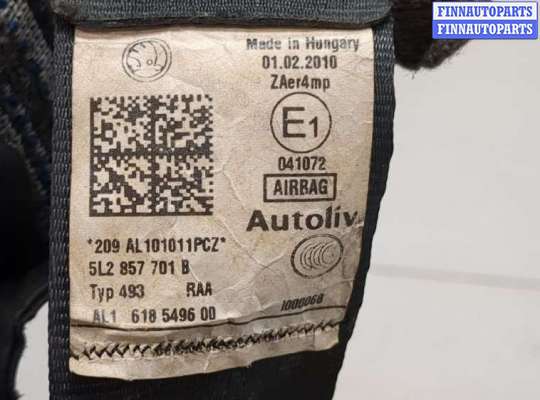 FINNAUTOPARTS
FINNAUTOPARTS
Made in Hungary
01.02.2010
ZAer4mp
E1
041072
AIRBAG
Autoliv
*209 AL101011PCZ*
5L2 857 701 B
Typ 493 RAA
AL1 618 5496 00
I000068